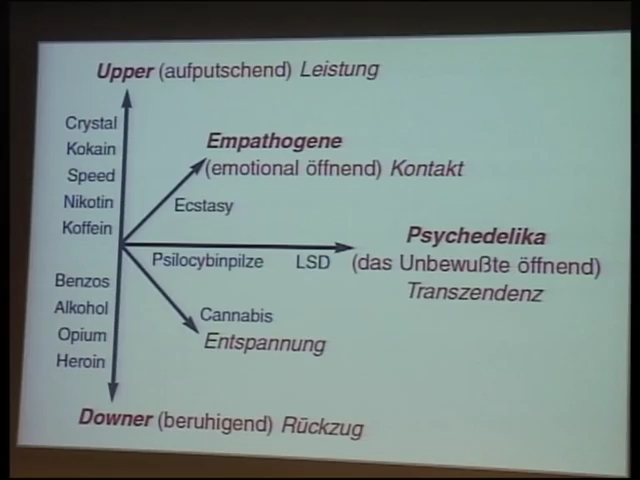 Upper (aufputschend) Leistung
Crystal
Kokain
Speed
Nikotin
Koffein
Empathogene
(emotional öffnend) Kontakt
Ecstasy
Psychedelika
(das Unbewußte öffnend)
Transzendenz
Psilocybinpilze LSD
Benzos
Alkohol
Opium
Heroin
Cannabis
Entspannung
Downer (beruhigend) Rückzug